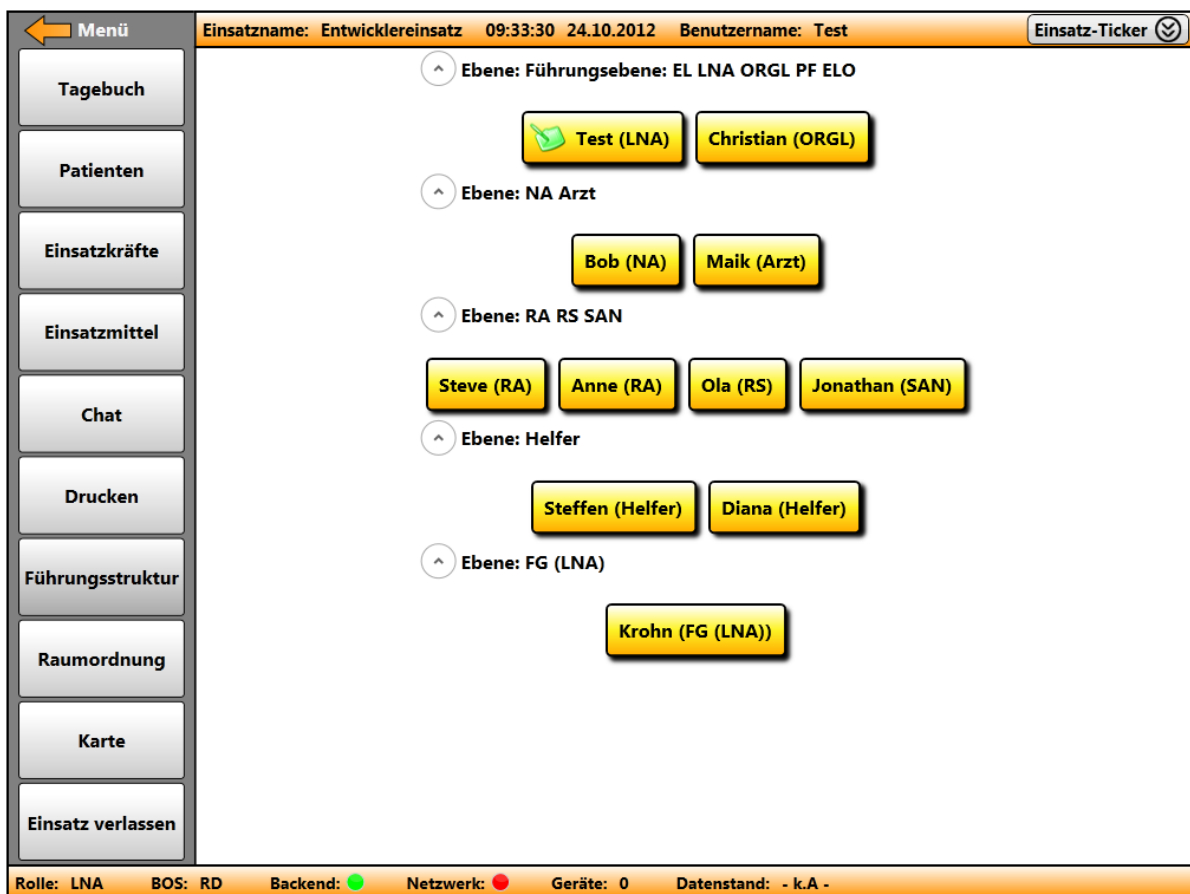 Menü
Einsatzname: Entwicklereinsatz 09:33:30 24.10.2012 Benutzername: Test
Einsatz-Ticker
Tagebuch
Patienten
Einsatzkräfte
Einsatzmittel
Chat
Drucken
Führungsstruktur
Raumordnung
Karte
Einsatz verlassen
Ebene: Führungsebene: EL LNA ORGL PF ELO
Test (LNA)
Christian (ORGL)
Ebene: NA Arzt
Bob (NA)
Maik (Arzt)
Ebene: RA RS SAN
Steve (RA)
Anne (RA)
Ola (RS)
Jonathan (SAN)
Ebene: Helfer
Steffen (Helfer)
Diana (Helfer)
Ebene: FG (LNA)
Krohn (FG (LNA))
Rolle: LNA BOS: RD Backend: Netzwerk: Geräte: 0 Datenstand: - k.A -